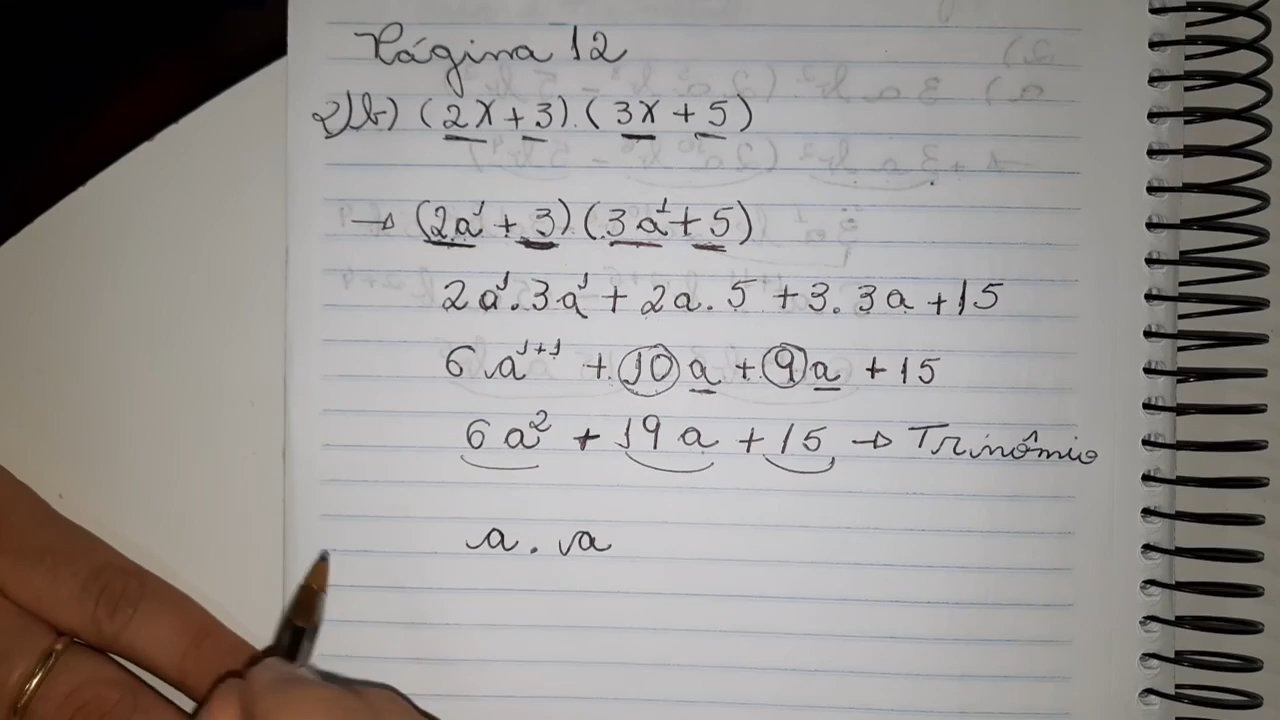 Página 12
2)b) (2x+3).(3x+5)
→ (2a¹+3)(3a¹+5)
2a¹.3a¹+2a.5+3.3a+15
6a¹⁺¹+10a+9a+15
6a²+19a+15→Trinômio
a.a